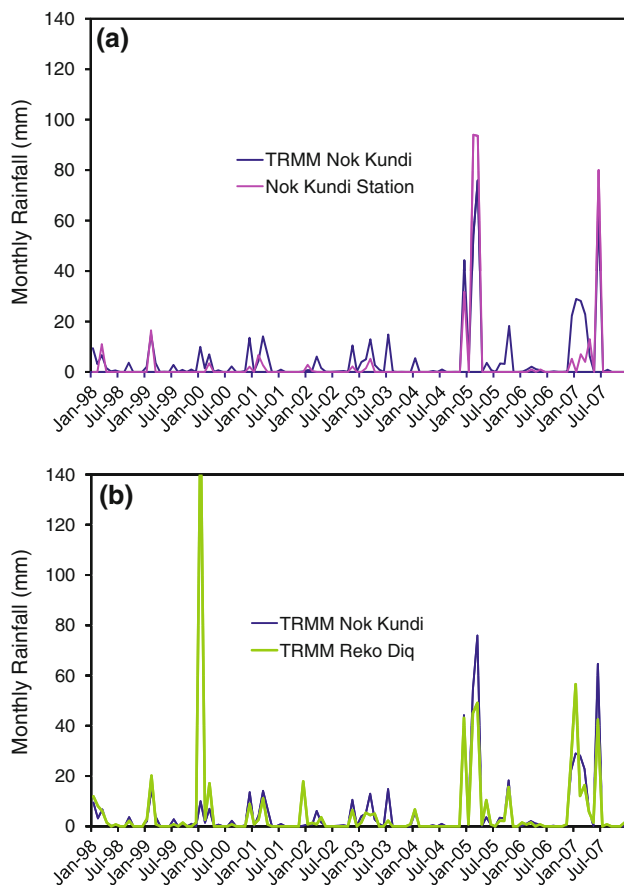 (a)
Monthly Rainfall (mm)
140
120
100
80
60
40
20
0
TRMM Nok Kundi
Nok Kundi Station
Jan-98
Jul-98
Jan-99
Jul-99
Jan-00
Jul-00
Jan-01
Jul-01
Jan-02
Jul-02
Jan-03
Jul-03
Jan-04
Jul-04
Jan-05
Jul-05
Jan-06
Jul-06
Jan-07
Jul-07
(b)
Monthly Rainfall (mm)
140
120
100
80
60
40
20
0
TRMM Nok Kundi
TRMM Reko Diq
Jan-98
Jul-98
Jan-99
Jul-99
Jan-00
Jul-00
Jan-01
Jul-01
Jan-02
Jul-02
Jan-03
Jul-03
Jan-04
Jul-04
Jan-05
Jul-05
Jan-06
Jul-06
Jan-07
Jul-07